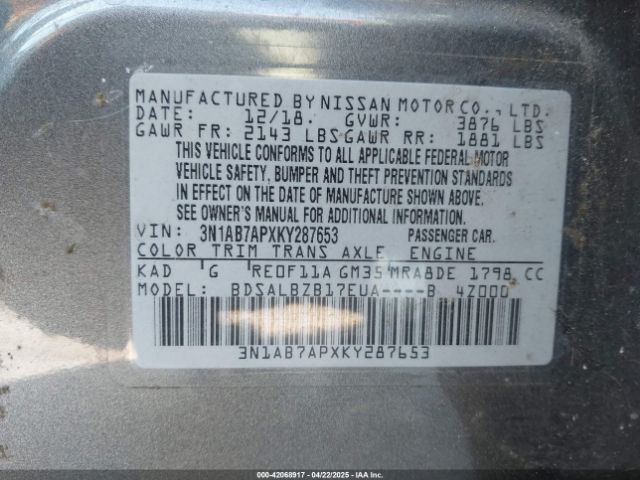 MANUFACTURED BY NISSAN MOTOR CO., LTD.
DATE: 12/18. GVWR: 3876 LBS
GAWR FR: 2143 LBS GAWR RR: 1881 LBS
THIS VEHICLE CONFORMS TO ALL APPLICABLE FEDERAL MOTOR
VEHICLE SAFETY, BUMPER AND THEFT PREVENTION STANDARDS
IN EFFECT ON THE DATE OF MANUFACTURE SHOWN ABOVE.
SEE OWNER'S MANUAL FOR ADDITIONAL INFORMATION.
VIN: 3N1AB7APXKY287653 PASSENGER CAR.
COLOR TRIM TRANS AXLE ENGINE
KAD G RE0F11A GM35 MRA8DE 1798 CC
MODEL: BDSALBZB17EUA----B 4Z000
3N1AB7APXKY287653
000-42068917 | 04/22/2025 | IAAI.COM